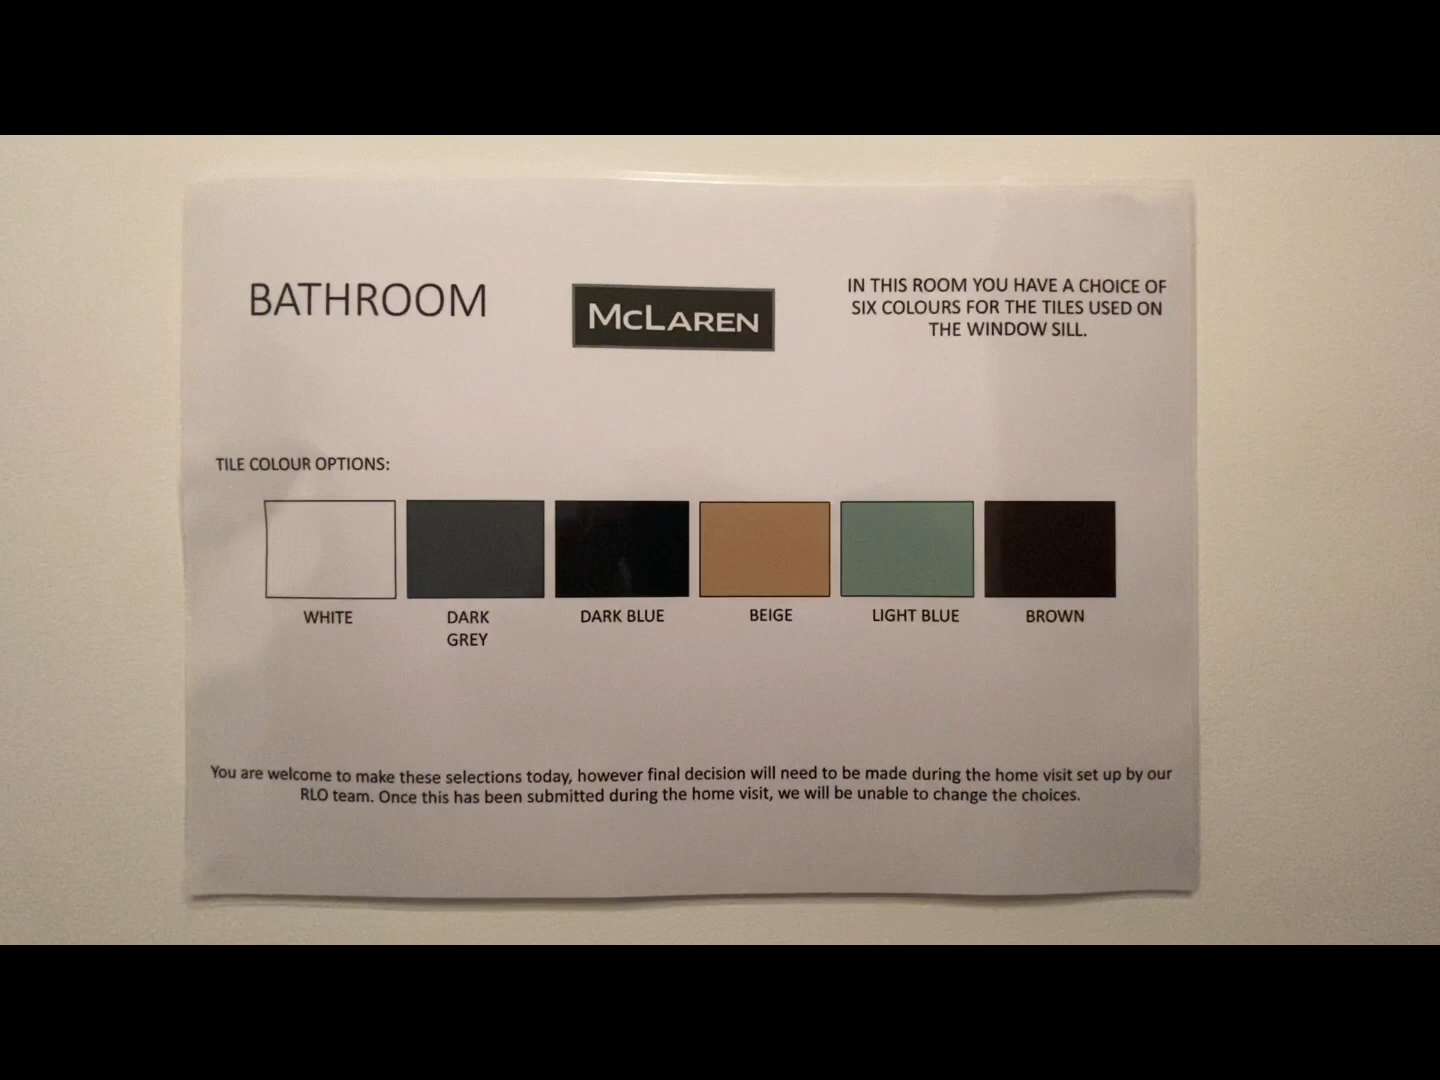 BATHROOM
McLAREN
IN THIS ROOM YOU HAVE A CHOICE OF
SIX COLOURS FOR THE TILES USED ON
THE WINDOW SILL.
TILE COLOUR OPTIONS:
WHITE
DARK
GREY
DARK BLUE
BEIGE
LIGHT BLUE
BROWN
You are welcome to make these selections today, however final decision will need to be made during the home visit set up by our
RLO team. Once this has been submitted during the home visit, we will be unable to change the choices.